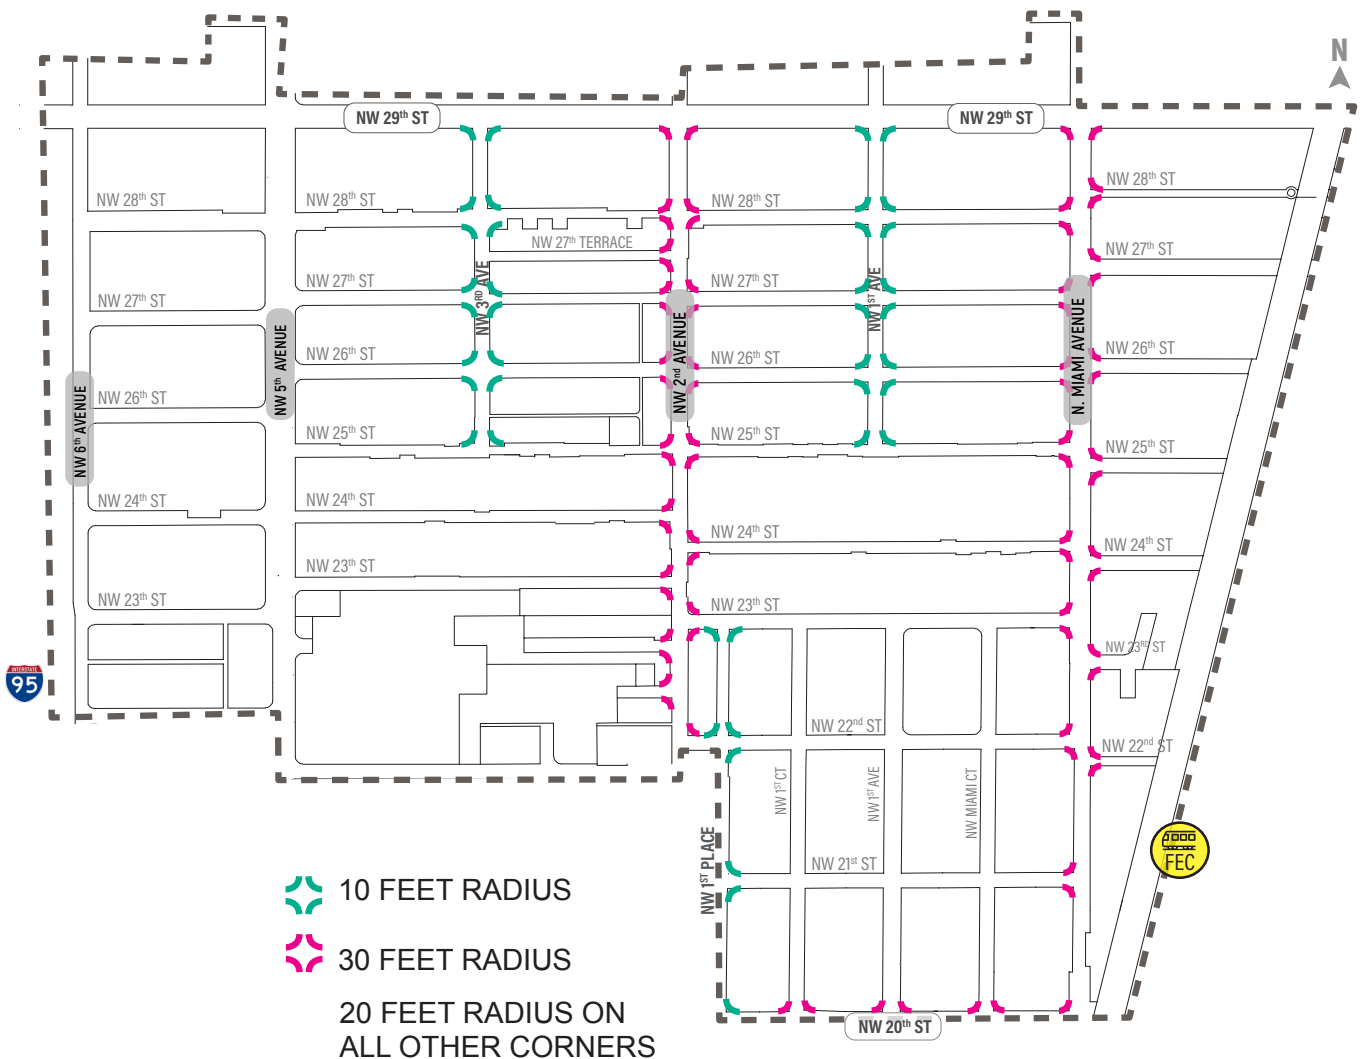 N
NW 29th ST
NW 29th ST
NW 28th ST
NW 28th ST
NW 28th ST
NW 28th ST
NW 27th TERRACE
NW 27th ST
NW 27th ST
NW 27th ST
NW 27th ST
NW 3RD AVE
NW 1ST AVE
NW 26th ST
NW 26th ST
NW 26th ST
NW 26th ST
NW 6th AVENUE
NW 5th AVENUE
NW 2nd AVENUE
N. MIAMI AVENUE
NW 25th ST
NW 25th ST
NW 25th ST
NW 24th ST
NW 24th ST
NW 24th ST
NW 24th ST
NW 23th ST
NW 23th ST
NW 23th ST
NW 23RD ST
INTERSTATE
95
NW 22nd ST
NW 22nd ST
NW 1ST CT
NW 1ST AVE
NW MIAMI CT
NW 1ST PLACE
NW 21st ST
FEC
10 FEET RADIUS
30 FEET RADIUS
20 FEET RADIUS ON
ALL OTHER CORNERS
NW 20th ST